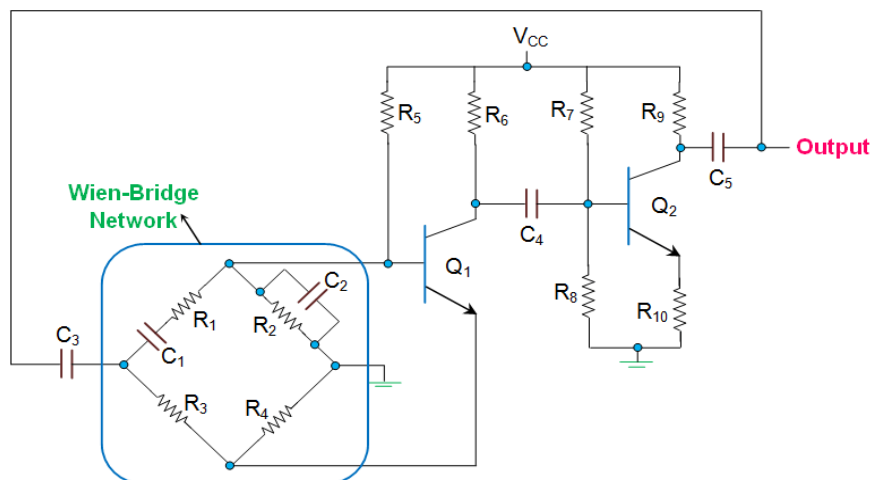 V_CC
R5
R6
R7
R9
Output
C5
Wien-Bridge
Network
Q1
C4
Q2
C2
R1
R2
R8
R10
C3
C1
R3
R4